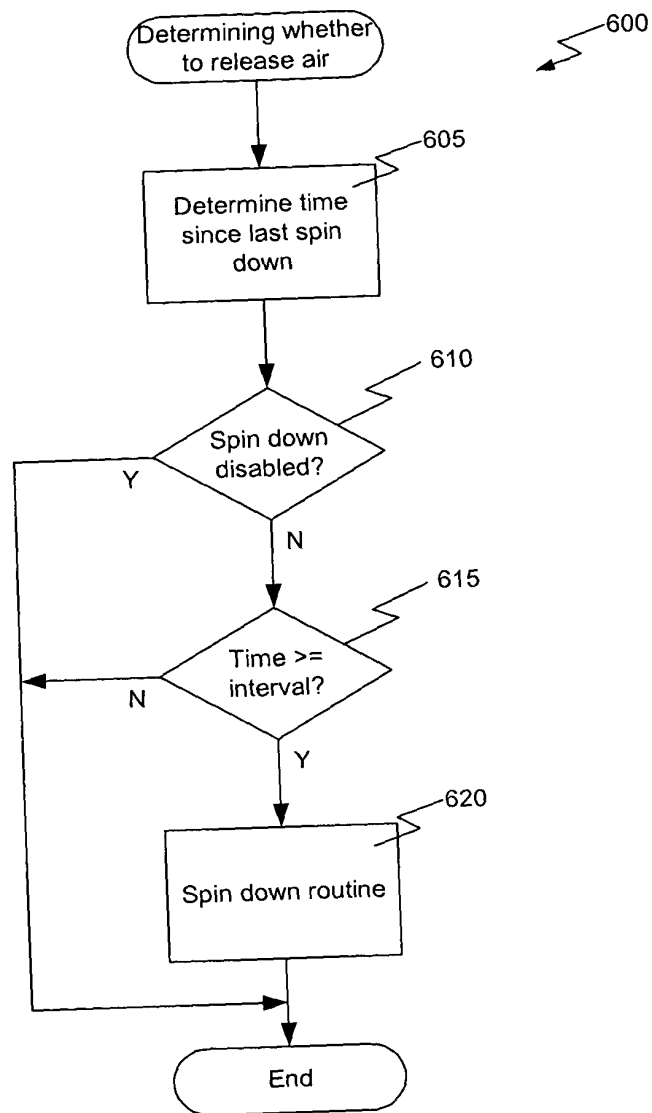 Determining whether
to release air
600
605
Determine time
since last spin
down
610
Spin down
disabled?
Y
N
615
Time >=
interval?
N
Y
620
Spin down routine
End